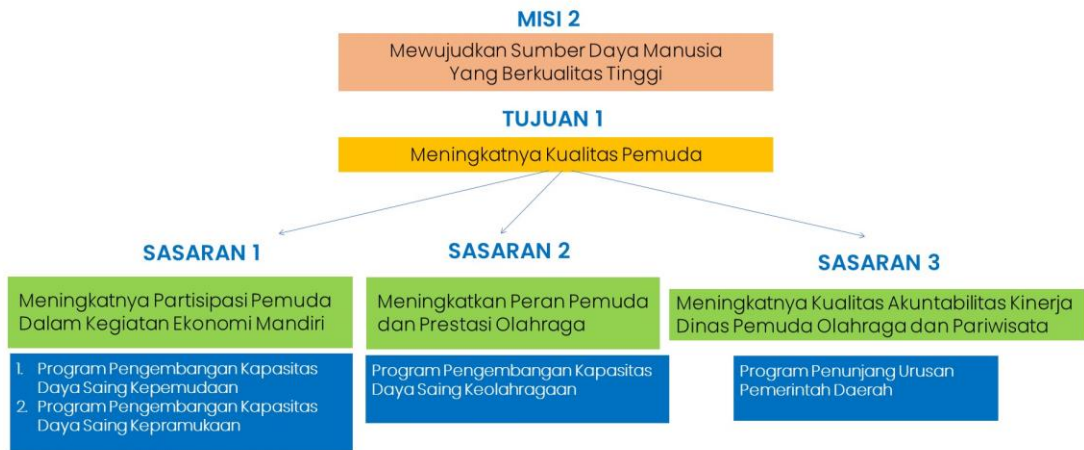 MISI 2
Mewujudkan Sumber Daya Manusia
Yang Berkualitas Tinggi
TUJUAN 1
Meningkatnya Kualitas Pemuda
SASARAN 1
Meningkatnya Partisipasi Pemuda
Dalam Kegiatan Ekonomi Mandiri
1. Program Pengembangan Kapasitas
Daya Saing Kepemudaan
2. Program Pengembangan Kapasitas
Daya Saing Kepramukaan
SASARAN 2
Meningkatkan Peran Pemuda
dan Prestasi Olahraga
Program Pengembangan Kapasitas
Daya Saing Keolahragaan
SASARAN 3
Meningkatnya Kualitas Akuntabilitas Kinerja
Dinas Pemuda Olahraga dan Pariwisata
Program Penunjang Urusan
Pemerintah Daerah